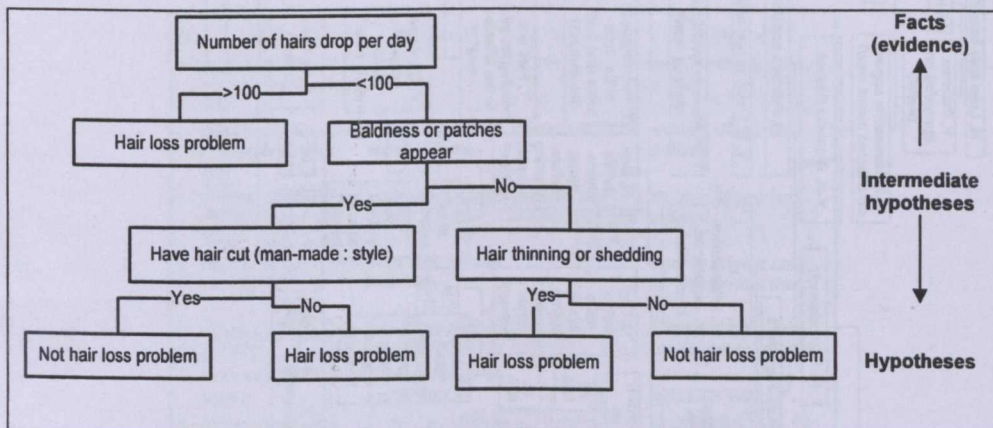 Number of hairs drop per day
Facts
(evidence)
>100
<100
Hair loss problem
Baldness or patches
appear
Intermediate
hypotheses
Yes
No
Have hair cut (man-made : style)
Hair thinning or shedding
Yes
No
Yes
No
Not hair loss problem
Hair loss problem
Hair loss problem
Not hair loss problem
Hypotheses